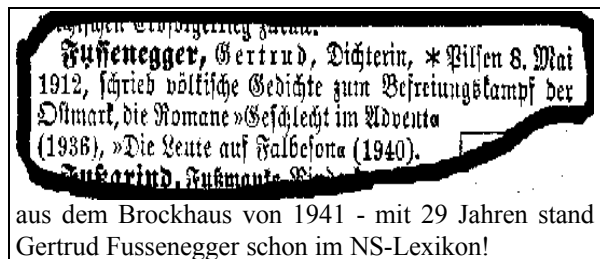 Fussenegger, Gertrud, Dichterin, * Pilsen 8. Mai
1912, schrieb völkische Gedichte zum Befreiungskampf der
Ostmark, die Romane »Geschlecht im Advent«
(1936), »Die Leute auf Falbeson« (1940).
aus dem Brockhaus von 1941 - mit 29 Jahren stand
Gertrud Fussenegger schon im NS-Lexikon!